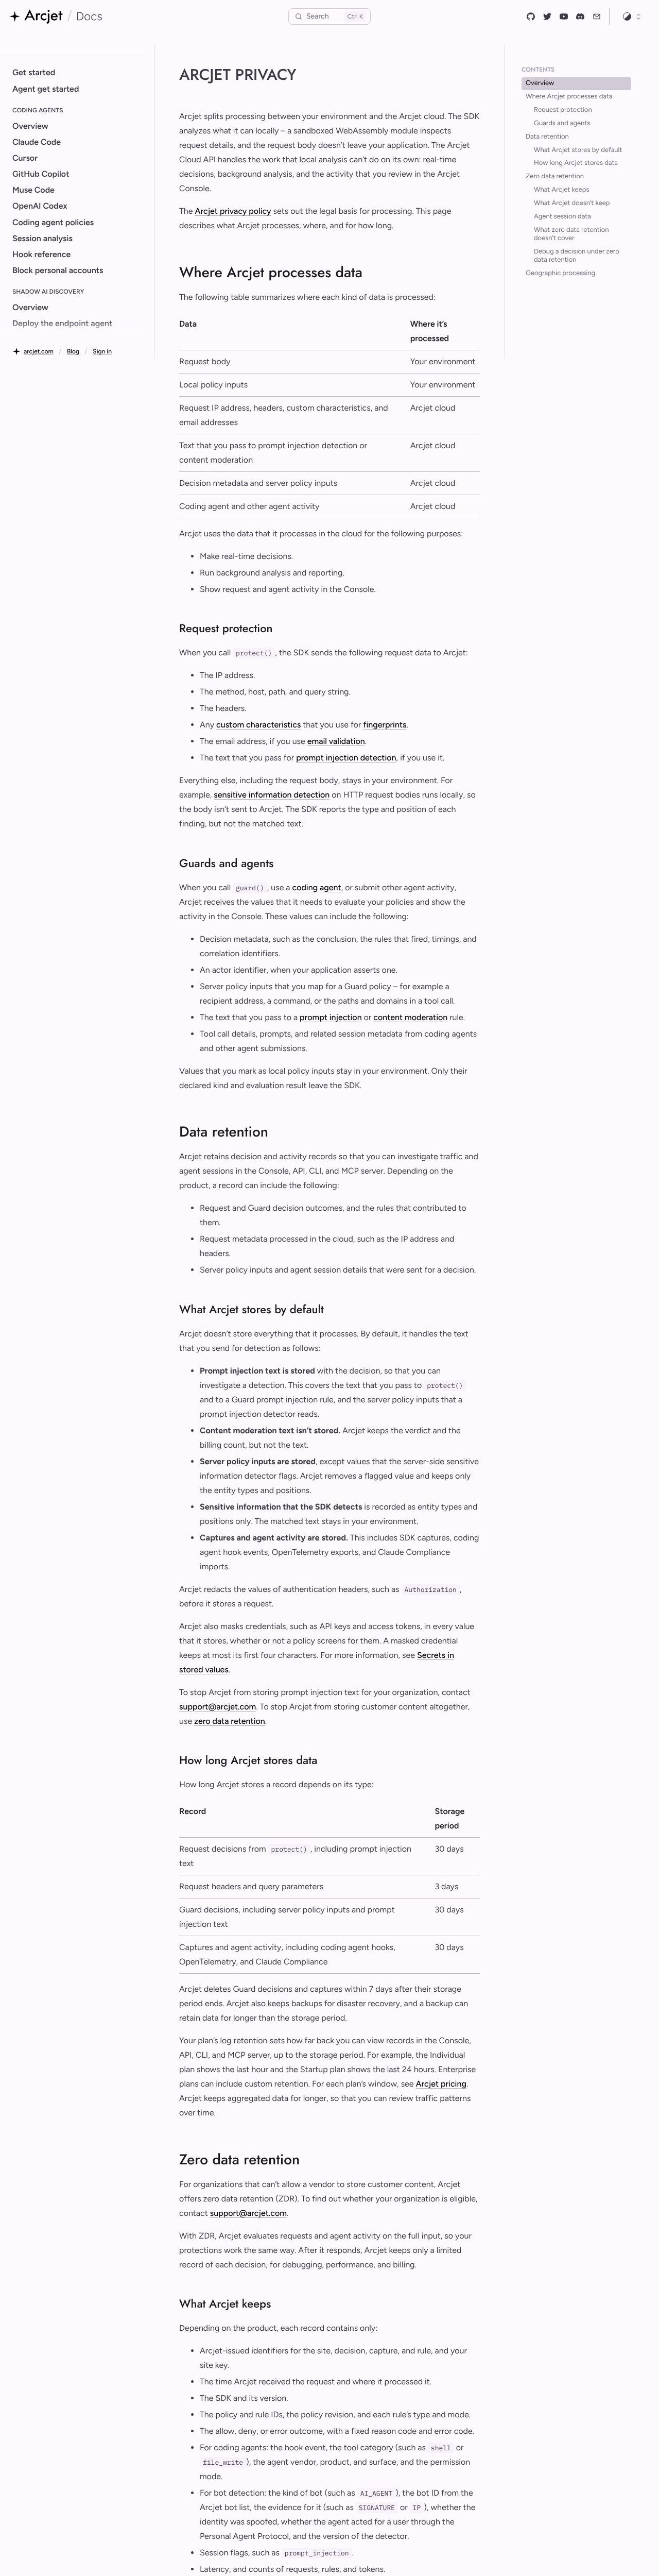 Arcjet / Docs
Search Ctrl K
Get started
Agent get started
CODING AGENTS
Overview
Claude Code
Cursor
GitHub Copilot
Muse Code
OpenAI Codex
Coding agent policies
Session analysis
Hook reference
Block personal accounts
SHADOW AI DISCOVERY
Overview
Deploy the endpoint agent
arcjet.com / Blog / Sign in
ARCJET PRIVACY
Arcjet splits processing between your environment and the Arcjet cloud. The SDK
analyzes what it can locally – a sandboxed WebAssembly module inspects
request details, and the request body doesn't leave your application. The Arcjet
Cloud API handles the work that local analysis can't do on its own: real-time
decisions, background analysis, and the activity that you review in the Arcjet
Console.
The Arcjet privacy policy sets out the legal basis for processing. This page
describes what Arcjet processes, where, and for how long.
Where Arcjet processes data
The following table summarizes where each kind of data is processed:
Data Where it's
processed
Request body Your environment
Local policy inputs Your environment
Request IP address, headers, custom characteristics, and Arcjet cloud
email addresses
Text that you pass to prompt injection detection or Arcjet cloud
content moderation
Decision metadata and server policy inputs Arcjet cloud
Coding agent and other agent activity Arcjet cloud
Arcjet uses the data that it processes in the cloud for the following purposes:
• Make real-time decisions.
• Run background analysis and reporting.
• Show request and agent activity in the Console.
Request protection
When you call protect() , the SDK sends the following request data to Arcjet:
• The IP address.
• The method, host, path, and query string.
• The headers.
• Any custom characteristics that you use for fingerprints.
• The email address, if you use email validation.
• The text that you pass for prompt injection detection, if you use it.
Everything else, including the request body, stays in your environment. For
example, sensitive information detection on HTTP request bodies runs locally, so
the body isn't sent to Arcjet. The SDK reports the type and position of each
finding, but not the matched text.
Guards and agents
When you call guard() , use a coding agent, or submit other agent activity,
Arcjet receives the values that it needs to evaluate your policies and show the
activity in the Console. These values can include the following:
• Decision metadata, such as the conclusion, the rules that fired, timings, and
correlation identifiers.
• An actor identifier, when your application asserts one.
• Server policy inputs that you map for a Guard policy – for example a
recipient address, a command, or the paths and domains in a tool call.
• The text that you pass to a prompt injection or content moderation rule.
• Tool call details, prompts, and related session metadata from coding agents
and other agent submissions.
Values that you mark as local policy inputs stay in your environment. Only their
declared kind and evaluation result leave the SDK.
Data retention
Arcjet retains decision and activity records so that you can investigate traffic and
agent sessions in the Console, API, CLI, and MCP server. Depending on the
product, a record can include the following:
• Request and Guard decision outcomes, and the rules that contributed to
them.
• Request metadata processed in the cloud, such as the IP address and
headers.
• Server policy inputs and agent session details that were sent for a decision.
What Arcjet stores by default
Arcjet doesn't store everything that it processes. By default, it handles the text
that you send for detection as follows:
• Prompt injection text is stored with the decision, so that you can
investigate a detection. This covers the text that you pass to protect()
and to a Guard prompt injection rule, and the server policy inputs that a
prompt injection detector reads.
• Content moderation text isn't stored. Arcjet keeps the verdict and the
billing count, but not the text.
• Server policy inputs are stored, except values that the server-side sensitive
information detector flags. Arcjet removes a flagged value and keeps only
the entity types and positions.
• Sensitive information that the SDK detects is recorded as entity types and
positions only. The matched text stays in your environment.
• Captures and agent activity are stored. This includes SDK captures, coding
agent hook events, OpenTelemetry exports, and Claude Compliance
imports.
Arcjet redacts the values of authentication headers, such as Authorization ,
before it stores a request.
Arcjet also masks credentials, such as API keys and access tokens, in every value
that it stores, whether or not a policy screens for them. A masked credential
keeps at most its first four characters. For more information, see Secrets in
stored values.
To stop Arcjet from storing prompt injection text for your organization, contact
support@arcjet.com. To stop Arcjet from storing customer content altogether,
use zero data retention.
How long Arcjet stores data
How long Arcjet stores a record depends on its type:
Record Storage
period
Request decisions from protect() , including prompt injection 30 days
text
Request headers and query parameters 3 days
Guard decisions, including server policy inputs and prompt 30 days
injection text
Captures and agent activity, including coding agent hooks, 30 days
OpenTelemetry, and Claude Compliance
Arcjet deletes Guard decisions and captures within 7 days after their storage
period ends. Arcjet also keeps backups for disaster recovery, and a backup can
retain data for longer than the storage period.
Your plan's log retention sets how far back you can view records in the Console,
API, CLI, and MCP server, up to the storage period. For example, the Individual
plan shows the last hour and the Startup plan shows the last 24 hours. Enterprise
plans can include custom retention. For each plan's window, see Arcjet pricing.
Arcjet keeps aggregated data for longer, so that you can review traffic patterns
over time.
Zero data retention
For organizations that can't allow a vendor to store customer content, Arcjet
offers zero data retention (ZDR). To find out whether your organization is eligible,
contact support@arcjet.com.
With ZDR, Arcjet evaluates requests and agent activity on the full input, so your
protections work the same way. After it responds, Arcjet keeps only a limited
record of each decision, for debugging, performance, and billing.
What Arcjet keeps
Depending on the product, each record contains only:
• Arcjet-issued identifiers for the site, decision, capture, and rule, and your
site key.
• The time Arcjet received the request and where it processed it.
• The SDK and its version.
• The policy and rule IDs, the policy revision, and each rule's type and mode.
• The allow, deny, or error outcome, with a fixed reason code and error code.
• For coding agents: the hook event, the tool category (such as shell or
file_write ), the agent vendor, product, and surface, and the permission
mode.
• For bot detection: the kind of bot (such as AI_AGENT ), the bot ID from the
Arcjet bot list, the evidence for it (such as SIGNATURE or IP ), whether the
identity was spoofed, whether the agent acted for a user through the
Personal Agent Protocol, and the version of the detector.
• Session flags, such as prompt_injection .
• Latency, and counts of requests, rules, and tokens.
CONTENTS
Overview
Where Arcjet processes data
Request protection
Guards and agents
Data retention
What Arcjet stores by default
How long Arcjet stores data
Zero data retention
What Arcjet keeps
What Arcjet doesn't keep
Agent session data
What zero data retention
doesn't cover
Debug a decision under zero
data retention
Geographic processing